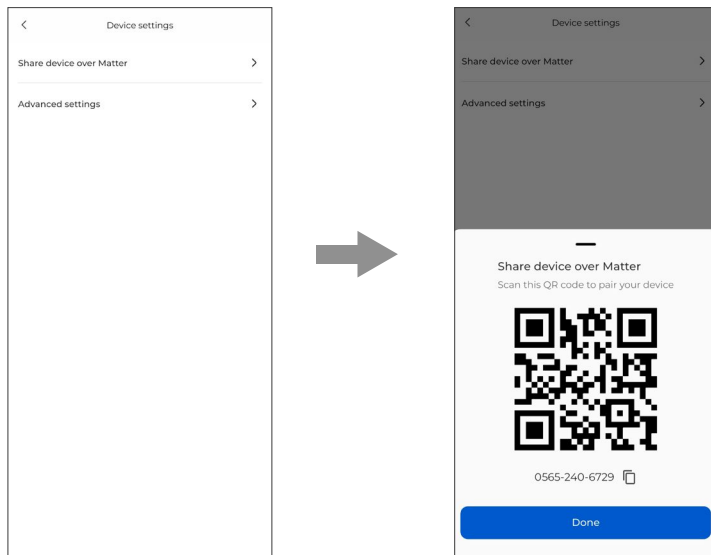 Device settings
Share device over Matter
Advanced settings
Device settings
Share device over Matter
Advanced settings
Share device over Matter
Scan this QR code to pair your device
0565-240-6729
Done